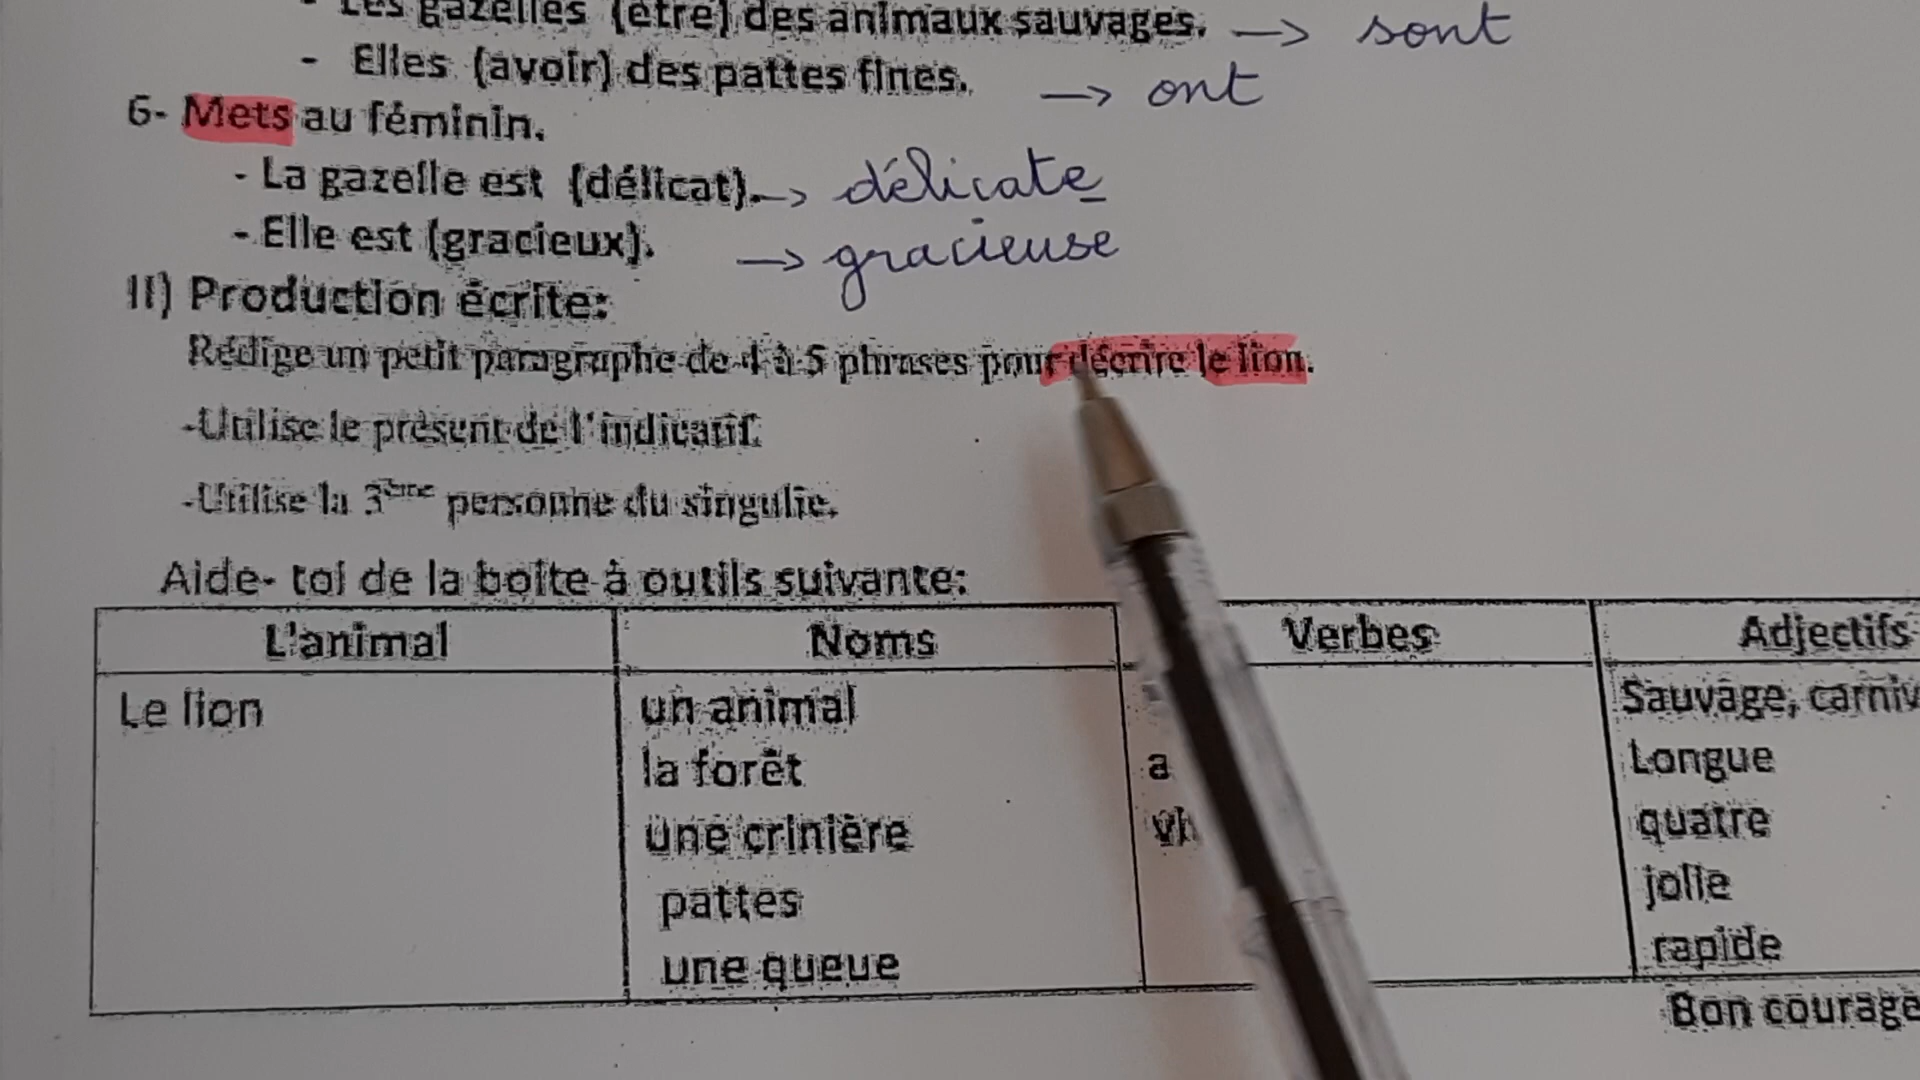 - Les gazelles (être) des animaux sauvages. → sont
- Elles (avoir) des pattes fines. → ont
6- Mets au féminin.
- La gazelle est (délicat). → délicate
- Elle est (gracieux). → gracieuse
II) Production écrite:
Rédige un petit paragraphe de 4 à 5 phrases pour décrire le lion.
-Utilise le présent de l'indicatif.
-Utilise la 3ème personne du singulie.
Aide- toi de la boîte à outils suivante:
L'animal Noms Verbes Adjectifs
Le lion un animal Sauvage, carniv
la forêt a Longue
une crinière quatre
pattes jolie
une queue rapide
Bon courage